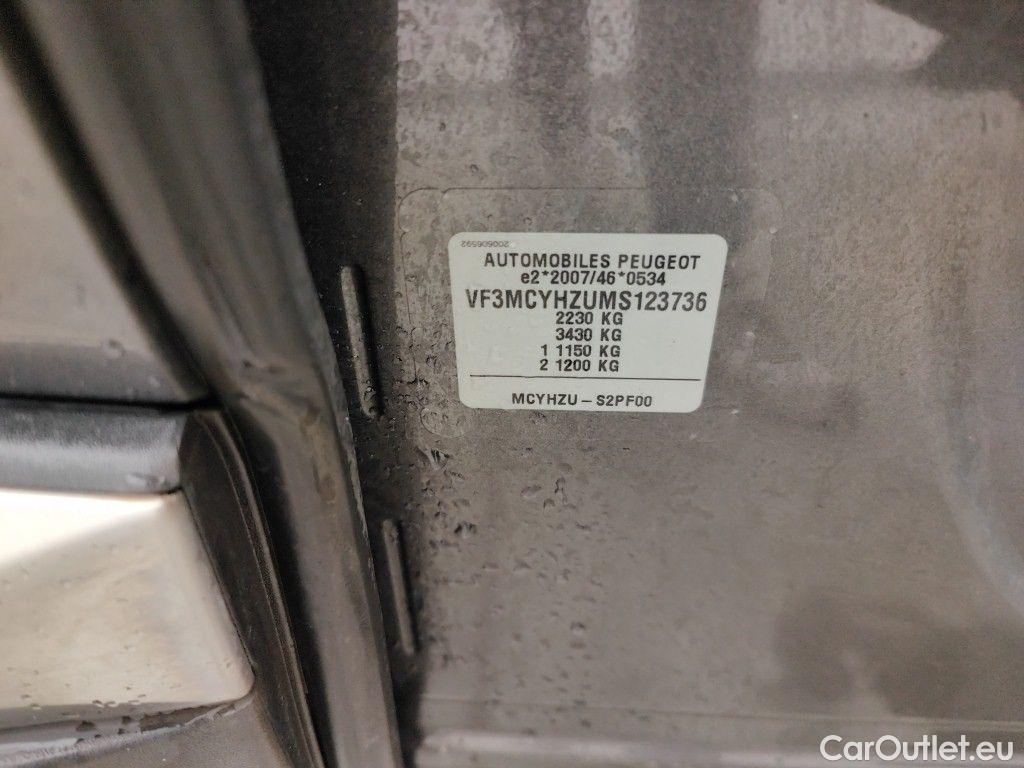 200606592
AUTOMOBILES PEUGEOT
e2*2007/46*0534
VF3MCYHZUMS123736
2230 KG
3430 KG
1 1150 KG
2 1200 KG
MCYHZU - S2PF00
CarOutlet.eu